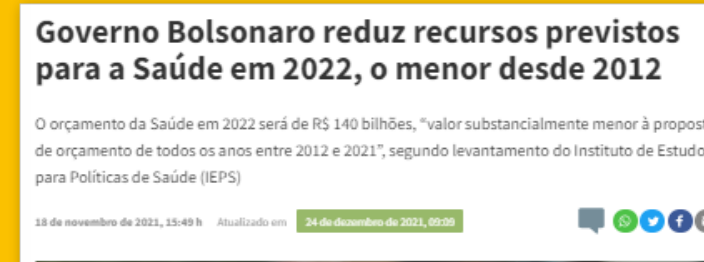 Governo Bolsonaro reduz recursos previstos
para a Saúde em 2022, o menor desde 2012
O orçamento da Saúde em 2022 será de R$ 140 bilhões, “valor substancialmente menor à propost
de orçamento de todos os anos entre 2012 e 2021”, segundo levantamento do Instituto de Estudo
para Políticas de Saúde (IEPS)
18 de novembro de 2021, 15:49 h Atualizado em 24 de dezembro de 2021, 09:09